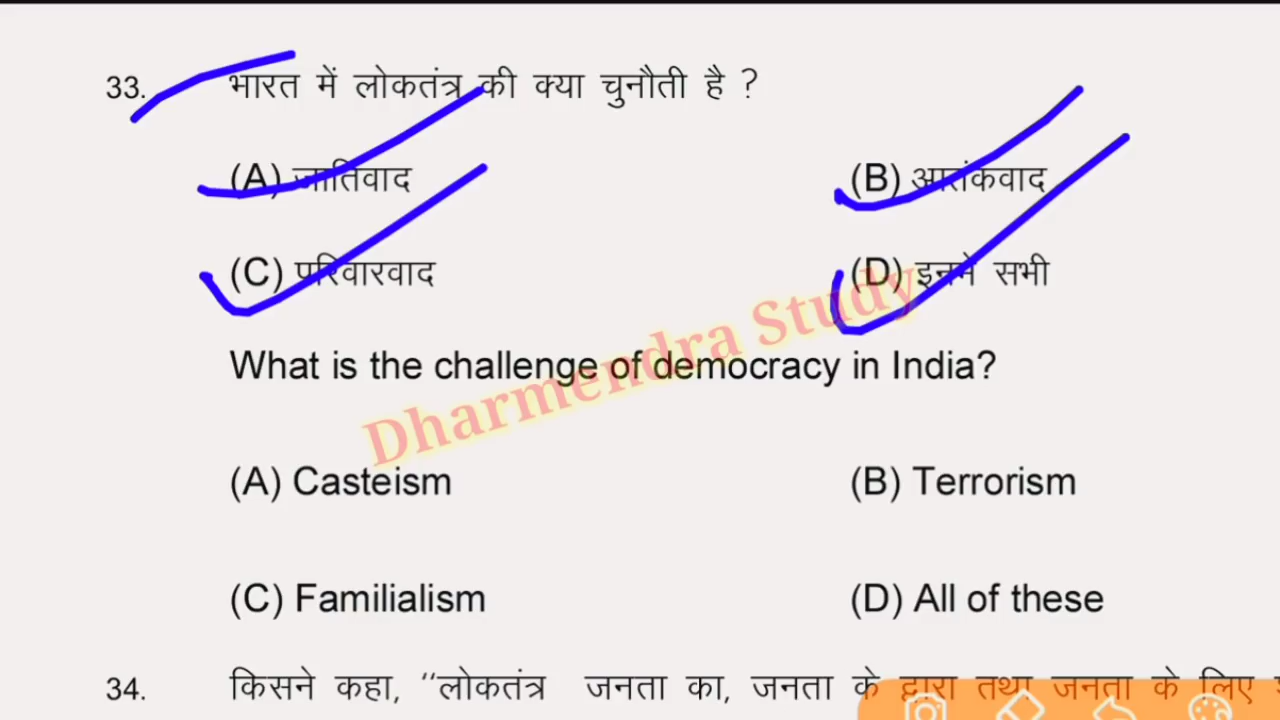 33. भारत में लोकतंत्र की क्या चुनौती है ?
(A) जातिवाद (B) आतंकवाद
(C) परिवारवाद (D) इनमे सभी
Dharmendra Study
What is the challenge of democracy in India?
(A) Casteism (B) Terrorism
(C) Familialism (D) All of these
34. किसने कहा, ‘‘लोकतंत्र जनता का, जनता के द्वारा तथा जनता के लिए